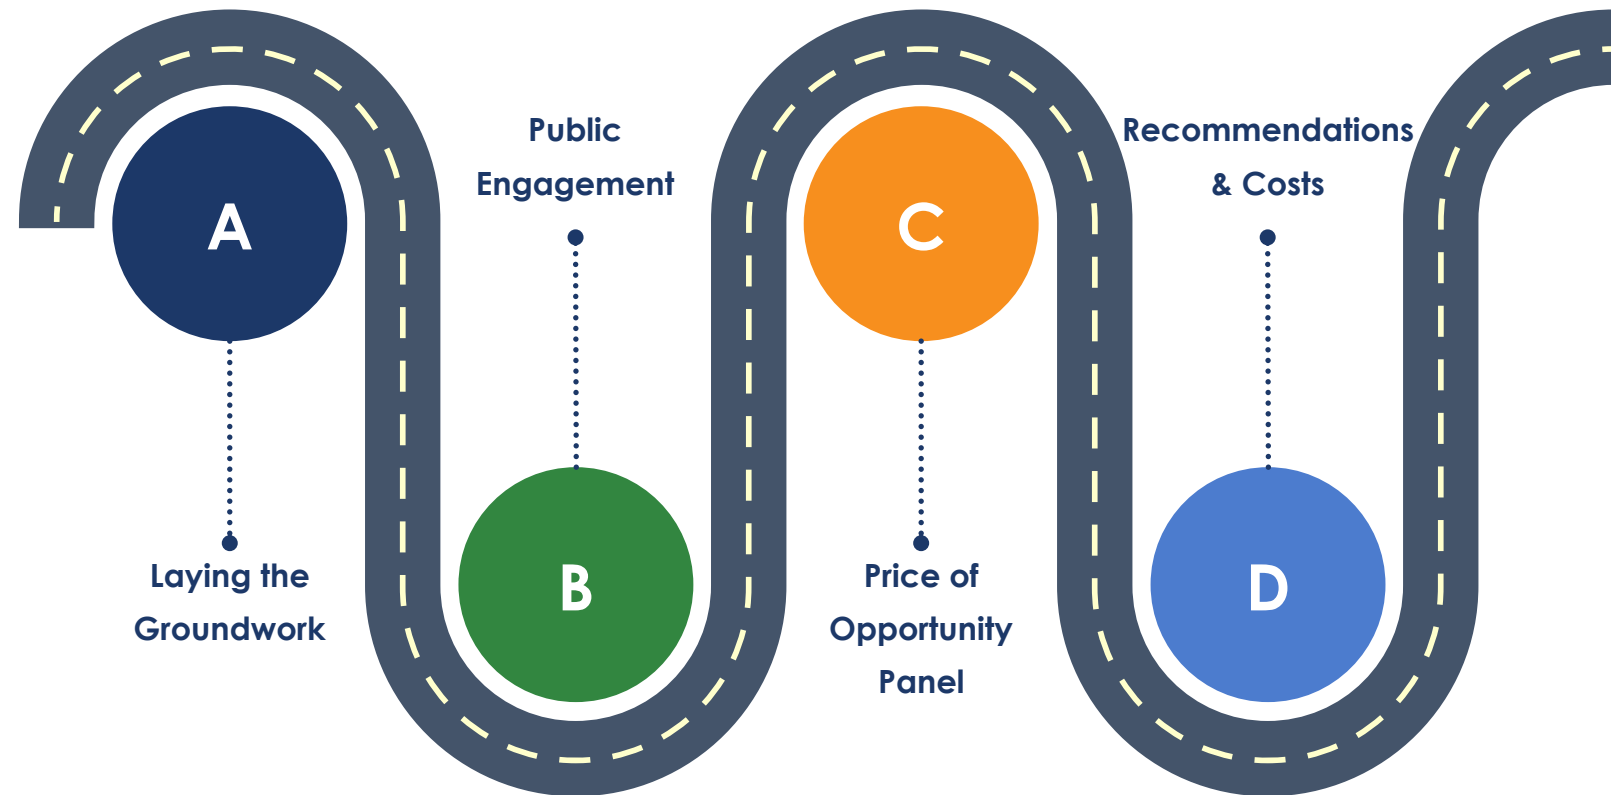 A
Laying the
Groundwork
Public
Engagement
B
C
Price of
Opportunity
Panel
Recommendations
& Costs
D